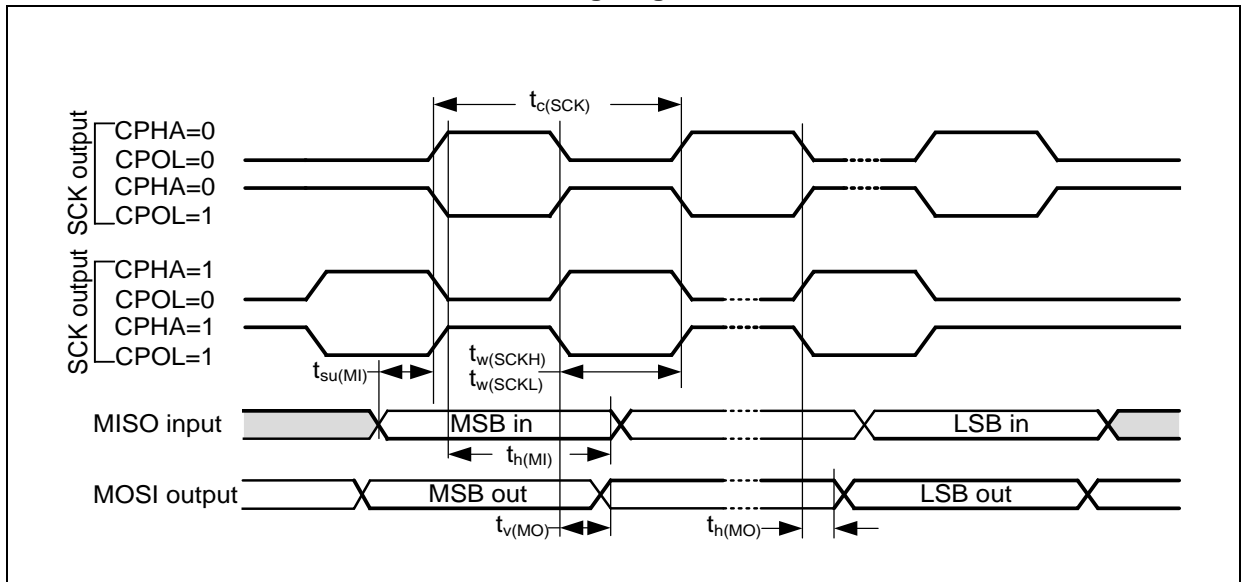 tc(SCK)
SCK output
CPHA=0
CPOL=0
CPHA=0
CPOL=1
SCK output
CPHA=1
CPOL=0
CPHA=1
CPOL=1
tsu(MI)
tw(SCKH)
tw(SCKL)
MISO input
MSB in
LSB in
th(MI)
MOSI output
MSB out
LSB out
tv(MO)
th(MO)